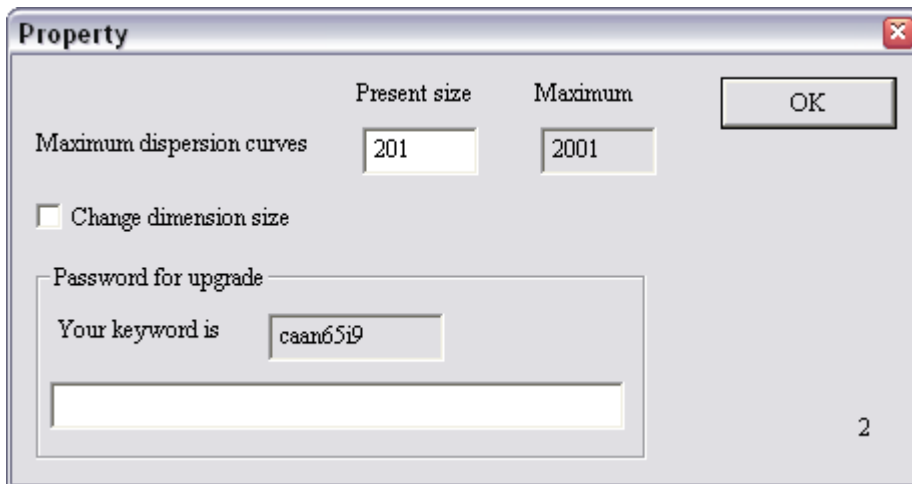 Property
Present size Maximum
OK
Maximum dispersion curves 201 2001
Change dimension size
Password for upgrade
Your keyword is caan65i9
2